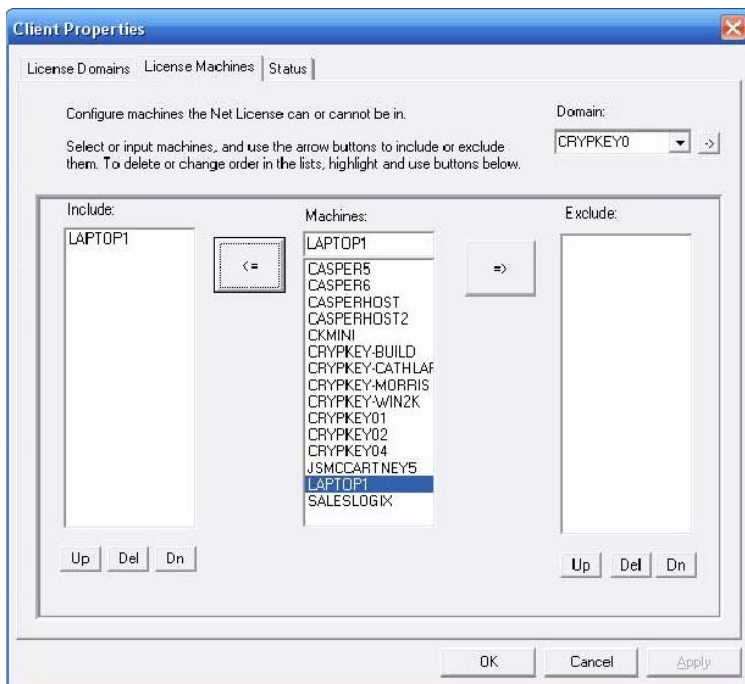 Client Properties
License Domains
License Machines
Status
Configure machines the Net License can or cannot be in.
Domain:
Select or input machines, and use the arrow buttons to include or exclude
them. To delete or change order in the lists, highlight and use buttons below.
CRYPKEY0
->
Include:
Machines:
Exclude:
LAPTOP1
<=
LAPTOP1
=>
CASPER5
CASPER6
CASPERHOST
CASPERHOST2
CKMINI
CRYPKEY-BUILD
CRYPKEY-CATHLAF
CRYPKEY-MORRIS
CRYPKEY-WIN2K
CRYPKEY01
CRYPKEY02
CRYPKEY04
JSMCCARTNEY5
LAPTOP1
SALESLOGIX
Up
Del
Dn
Up
Del
Dn
OK
Cancel
Apply